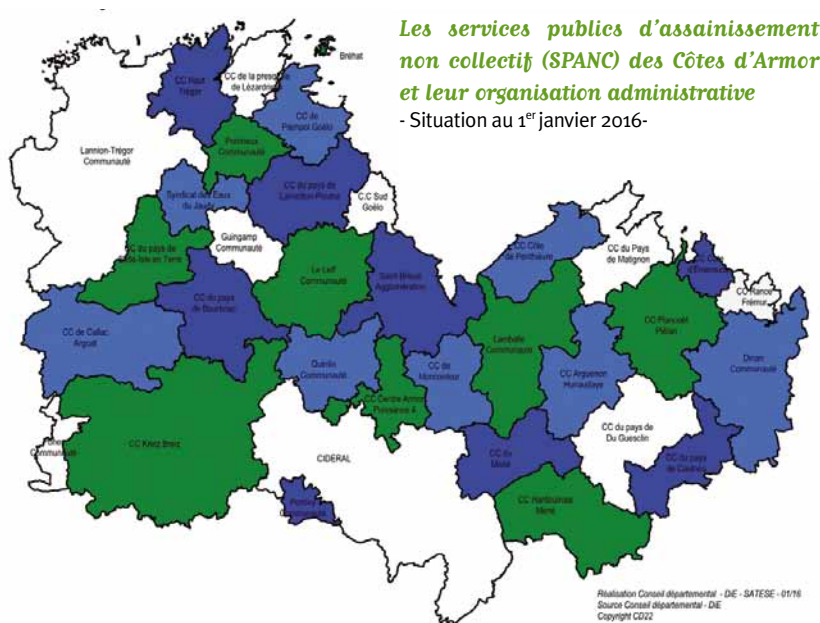 Les services publics d'assainissement
non collectif (SPANC) des Côtes d'Armor
et leur organisation administrative
- Situation au 1er janvier 2016-
Bréhat
CC Haut
Trégor
CC de la presqu'île
de Lézardrieux
CC de
Paimpol Goëlo
Lannion-Trégor
Communauté
Pontrieux
Communauté
CC du pays de
Lanvollon-Plouha
Syndicat des Eaux
du Jaudy
C.C Sud
Goëlo
Guingamp
Communauté
CC du pays de
Belle-Isle en Terre
Le Leff
Communauté
Saint Brieuc
Agglomération
CC Côte
de Penthièvre
CC du Pays
de Matignon
CC Côte
d'Emeraude
CC Rance
Frémur
CC du pays
de Bourbriac
CC Plancoët
Plélan
CC de Callac
Argoat
Lamballe
Communauté
Quintin
Communauté
CC de
Moncontour
CC Arguenon
Hunaudaye
Dinan
Communauté
CC Centre Armor
Puissance 4
CC du pays de
Du Guesclin
Communauté
CC Kreiz Breiz
CIDERAL
CC du
Mené
CC du pays
de Caulnes
Pontivy
Communauté
CC Hardouinais
Mené
Réalisation Conseil départemental - DiE - SATESE - 01/16
Source Conseil départemental - DiE
Copyright CD22